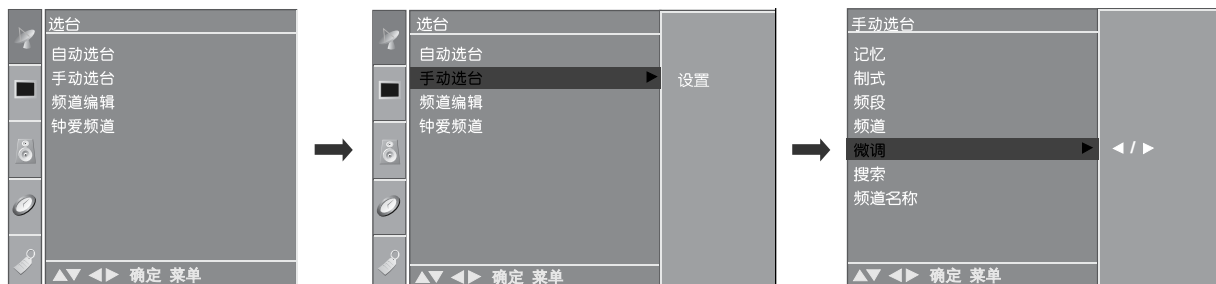 选台
自动选台
手动选台
频道编辑
钟爱频道
▲▼ ◀▶ 确定 菜单
选台
自动选台
手动选台 ▶
设置
频道编辑
钟爱频道
▲▼ ◀▶ 确定 菜单
手动选台
记忆
制式
频段
频道
微调 ▶
◀ / ▶
搜索
频道名称
▲▼ ◀▶ 确定 菜单